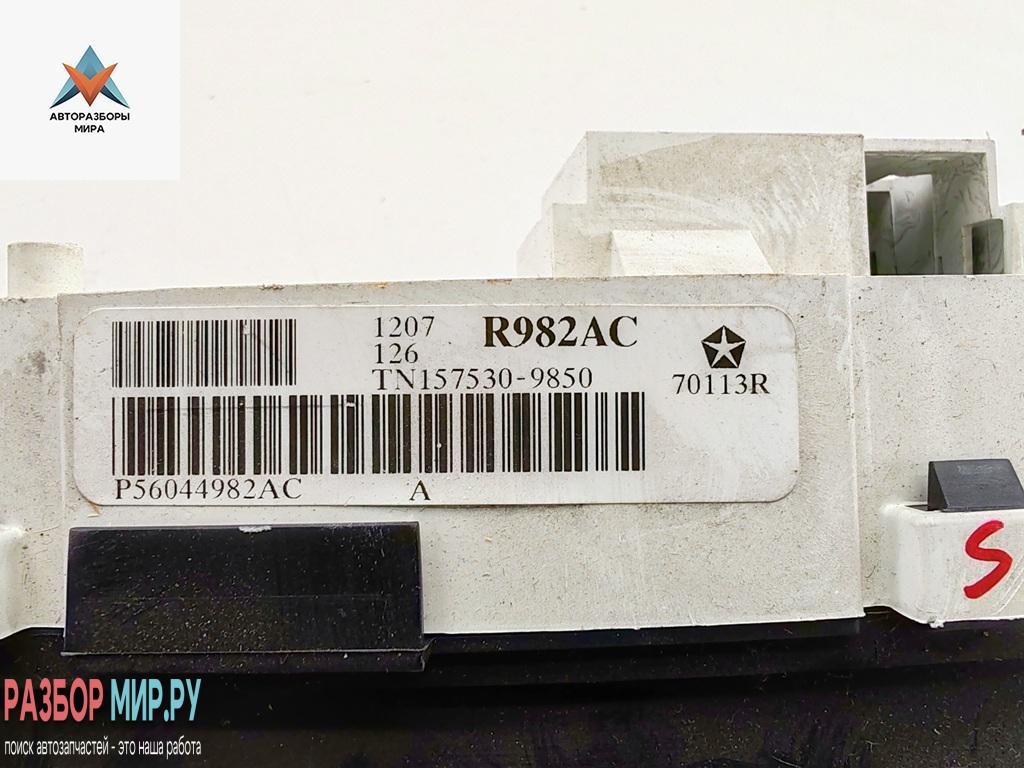 АВТОРАЗБОРЫ
МИРА
1207
R982AC
126
TN157530-9850
70113R
P56044982AC
A
S
РАЗБОР МИР.РУ
поиск автозапчастей - это наша работа